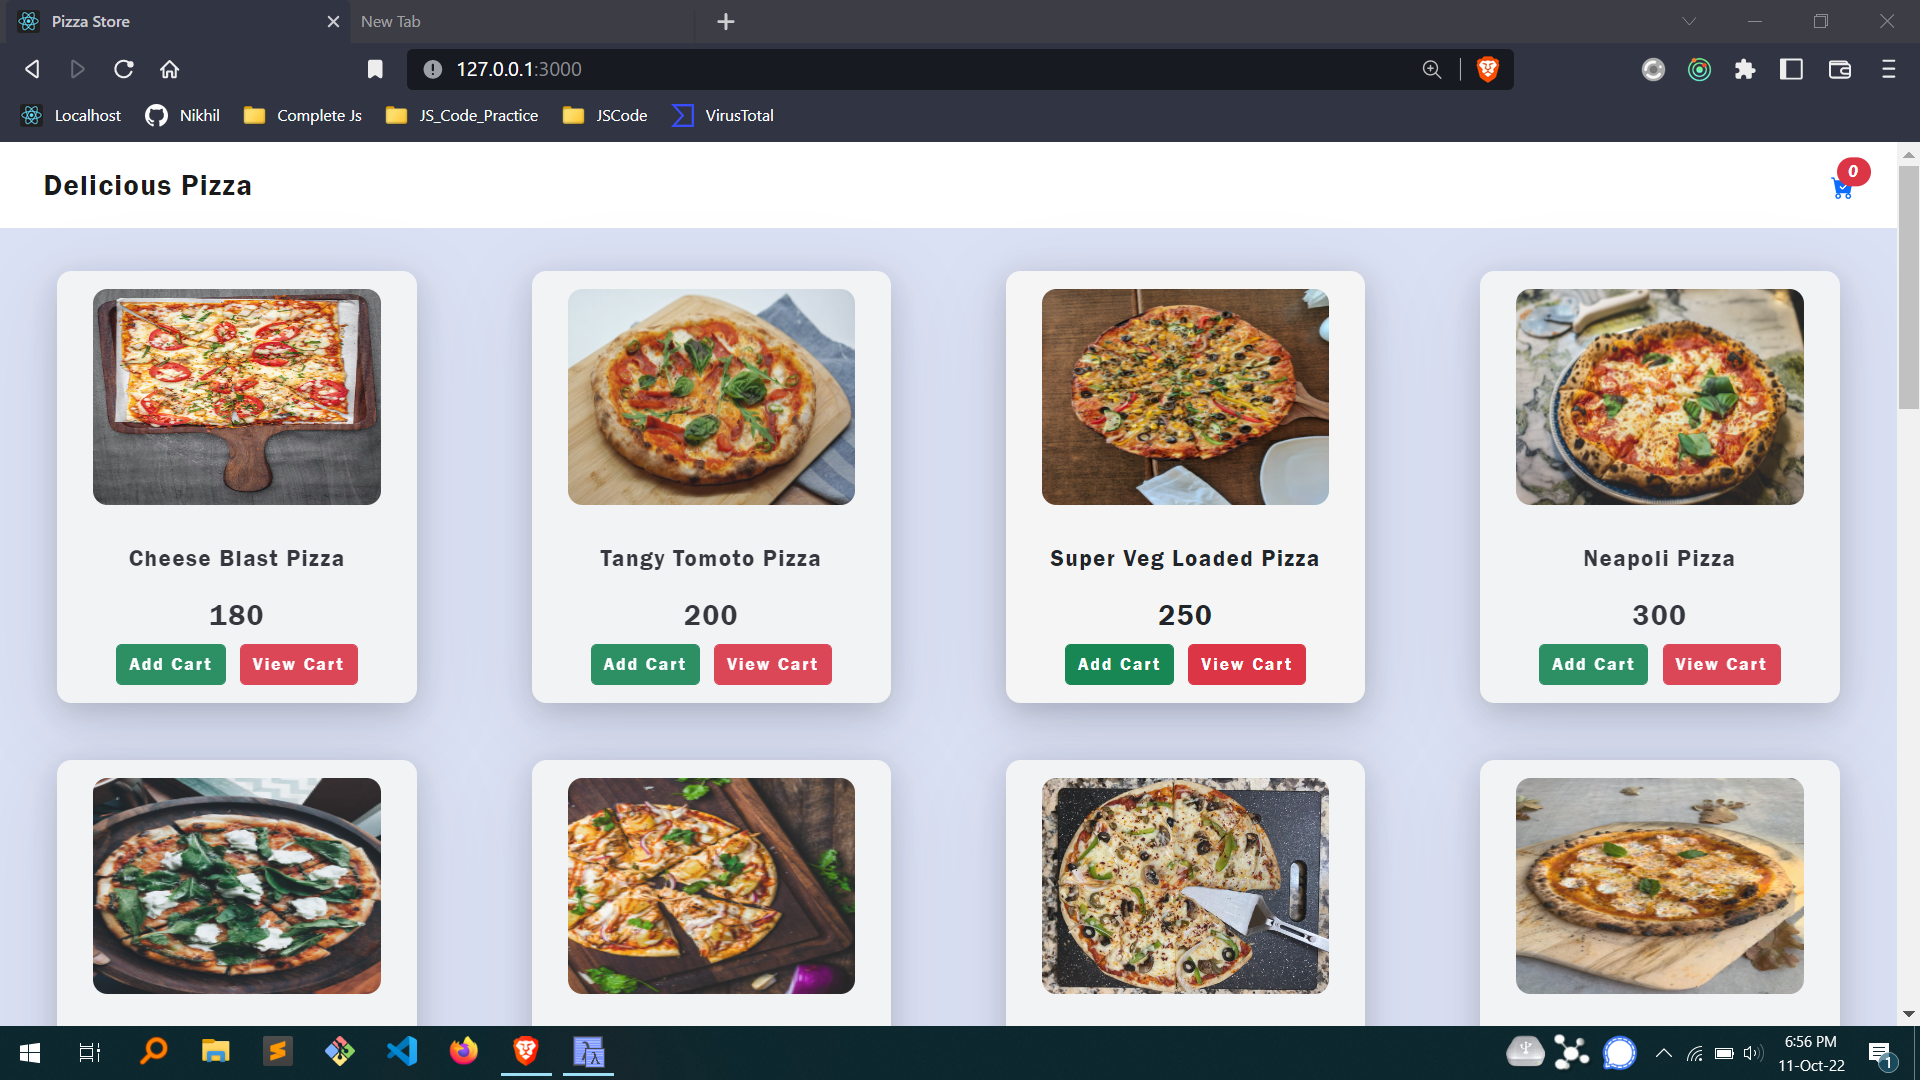 Pizza Store
New Tab
127.0.0.1:3000
Localhost
Nikhil
Complete Js
JS_Code_Practice
JSCode
VirusTotal
Delicious Pizza
0
Cheese Blast Pizza
180
Add Cart
View Cart
Tangy Tomoto Pizza
200
Add Cart
View Cart
Super Veg Loaded Pizza
250
Add Cart
View Cart
Neapoli Pizza
300
Add Cart
View Cart
6:56 PM
11-Oct-22
1